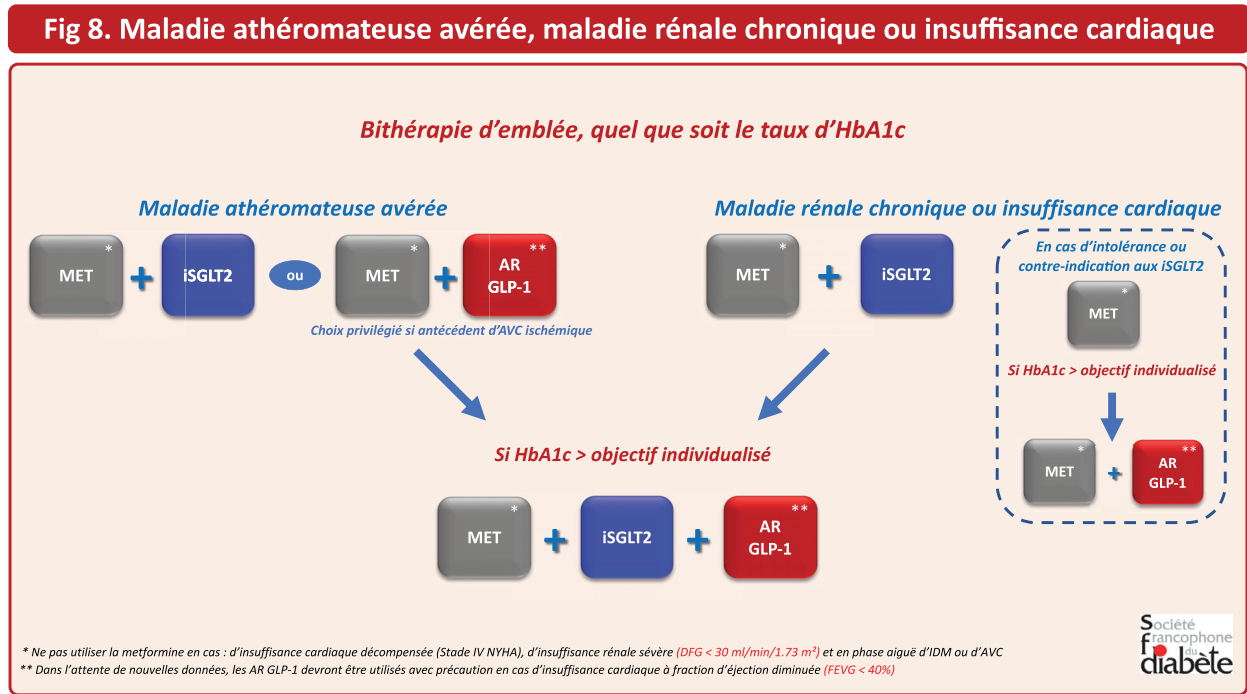 Fig 8. Maladie athéromateuse avérée, maladie rénale chronique ou insuffisance cardiaque
Bithérapie d'emblée, quel que soit le taux d'HbA1c
Maladie athéromateuse avérée
MET *
+
iSGLT2
ou
MET *
+
AR **
GLP-1
Choix privilégié si antécédent d'AVC ischémique
Maladie rénale chronique ou insuffisance cardiaque
MET *
+
iSGLT2
En cas d'intolérance ou
contre-indication aux iSGLT2
MET *
Si HbA1c > objectif individualisé
MET *
+
AR **
GLP-1
Si HbA1c > objectif individualisé
MET *
+
iSGLT2
+
AR **
GLP-1
* Ne pas utiliser la metformine en cas : d'insuffisance cardiaque décompensée (Stade IV NYHA), d'insuffisance rénale sévère (DFG < 30 ml/min/1.73 m²) et en phase aiguë d'IDM ou d'AVC
** Dans l'attente de nouvelles données, les AR GLP-1 devront être utilisés avec précaution en cas d'insuffisance cardiaque à fraction d'éjection diminuée (FEVG < 40%)
Société
francophone
du
diabète